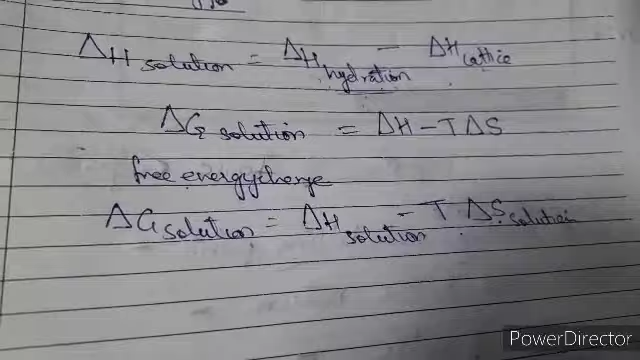 ΔH solution = ΔH hydration - ΔH lattice
ΔG solution = ΔH - TΔS
free energy change
ΔG solution = ΔH solution - T ΔS solution
PowerDirector